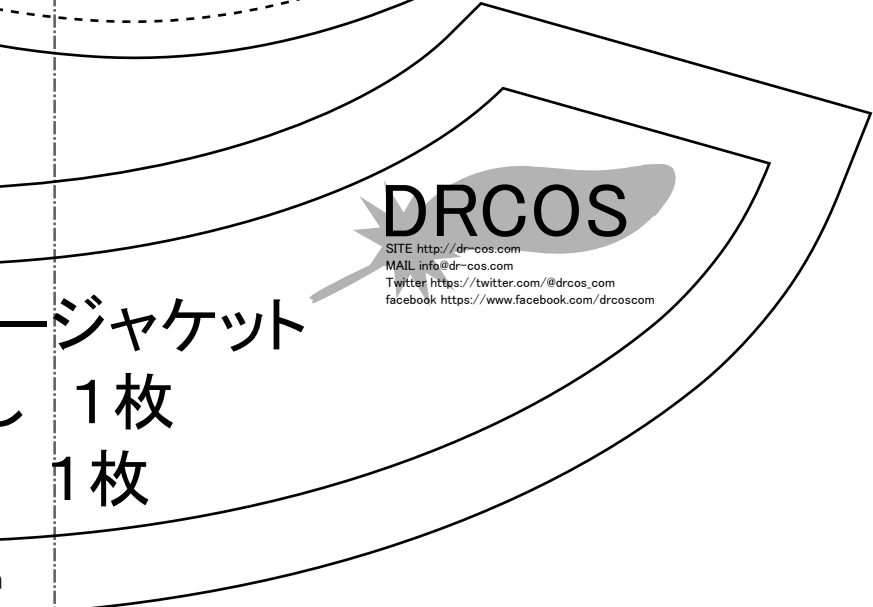 DRCOS
SITE http://dr-cos.com
MAIL info@dr-cos.com
Twitter https://twitter.com/@drcos_com
facebook https://www.facebook.com/drcoscom
ージャケット
し 1枚
1枚